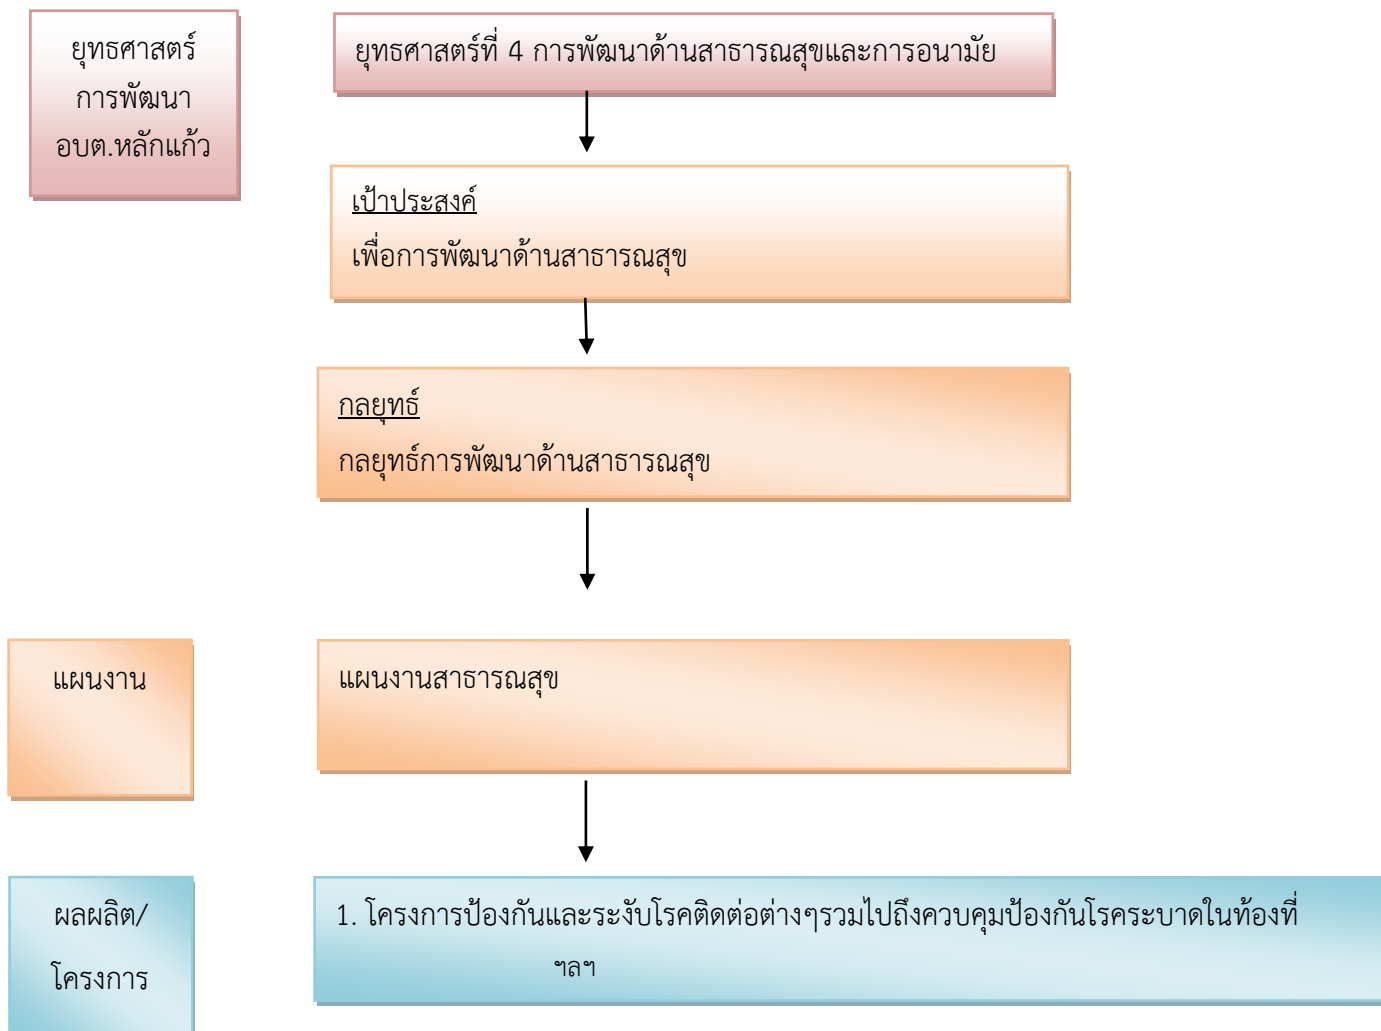 ยุทธศาสตร์
การพัฒนา
อบต.หลักแก้ว
ยุทธศาสตร์ที่ 4 การพัฒนาด้านสาธารณสุขและการอนามัย
เป้าประสงค์
เพื่อการพัฒนาด้านสาธารณสุข
กลยุทธ์
กลยุทธ์การพัฒนาด้านสาธารณสุข
แผนงาน
แผนงานสาธารณสุข
ผลผลิต/
โครงการ
1. โครงการป้องกันและระงับโรคติดต่อต่างๆรวมไปถึงควบคุมป้องกันโรคระบาดในท้องที่
ฯลฯ